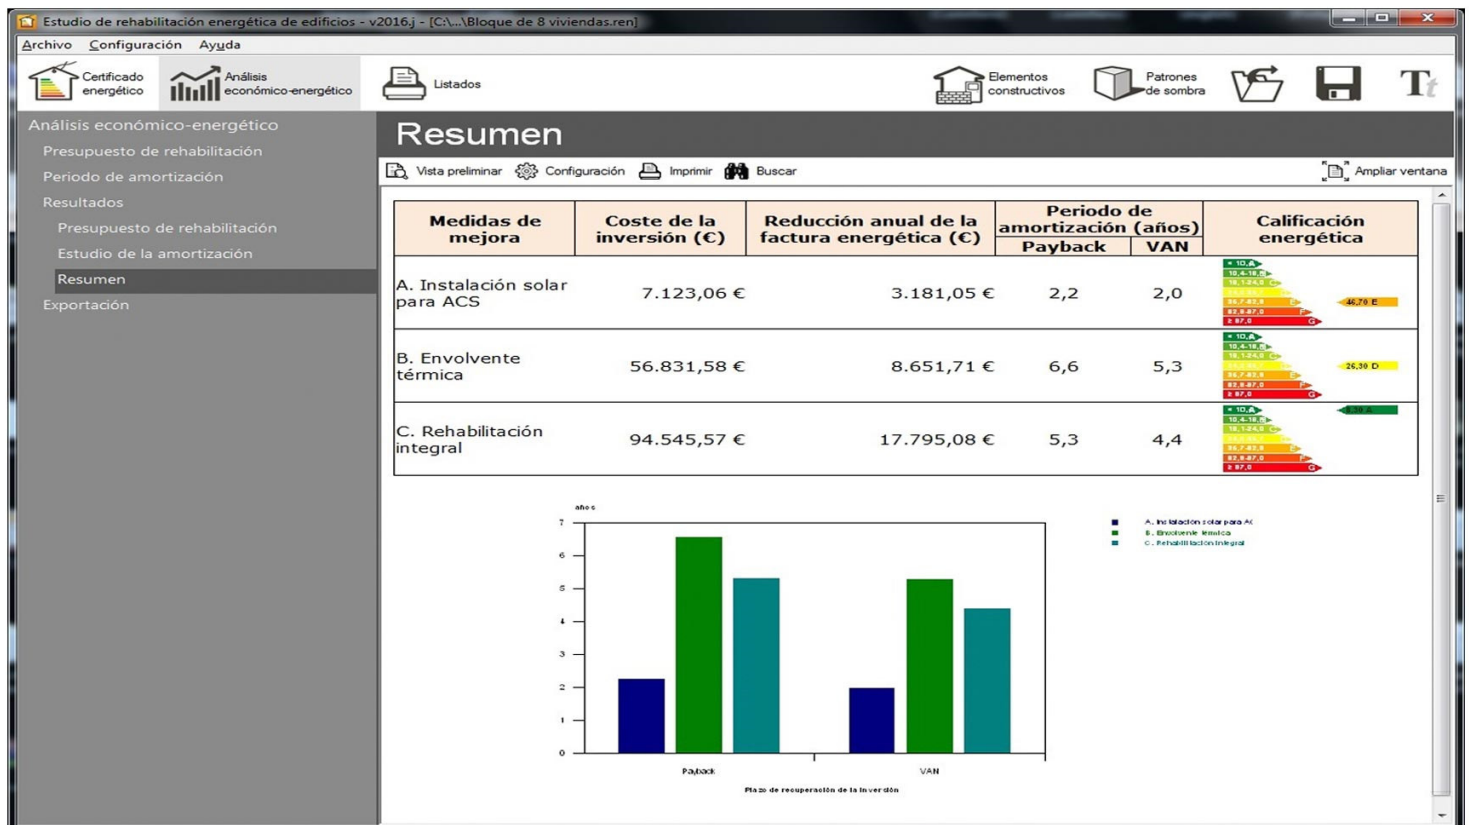 Estudio de rehabilitación energética de edificios - v2016.j - [C:\...\Bloque de 8 viviendas.ren]
Archivo Configuración Ayuda
Certificado energético
Análisis económico-energético
Listados
Elementos constructivos
Patrones de sombra
Tt
Análisis económico-energético
Presupuesto de rehabilitación
Periodo de amortización
Resultados
Presupuesto de rehabilitación
Estudio de la amortización
Resumen
Exportación
Resumen
Vista preliminar Configuración Imprimir Buscar Ampliar ventana
Medidas de mejora
Coste de la inversión (€)
Reducción anual de la factura energética (€)
Periodo de amortización (años)
Payback VAN
Calificación energética
A. Instalación solar para ACS 7.123,06 € 3.181,05 € 2,2 2,0 46,70 E
B. Envolvente térmica 56.831,58 € 8.651,71 € 6,6 5,3 26,30 D
C. Rehabilitación integral 94.545,57 € 17.795,08 € 5,3 4,4
años
7
6
5
4
3
2
1
0
Payback VAN
Plazo de recuperación de la inversión
A. Instalación solar para AC
B. Envolvente térmica
C. Rehabilitación integral